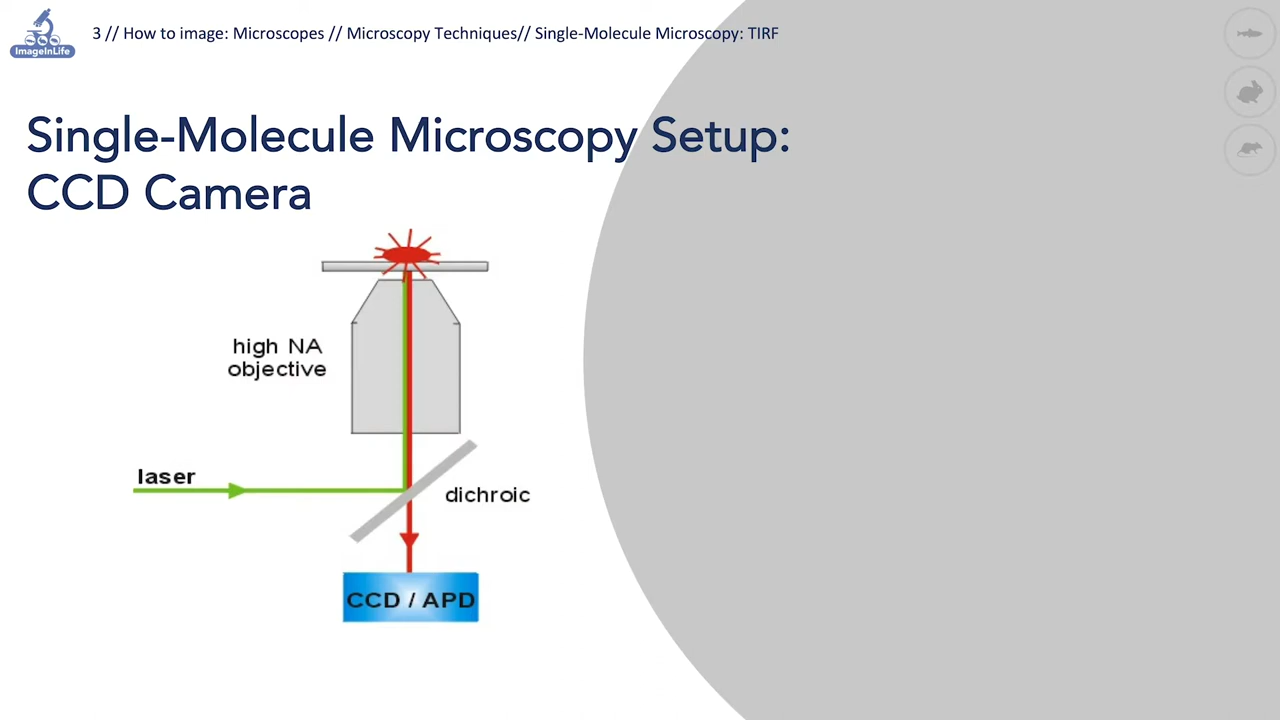 ImageInLife
3 // How to image: Microscopes // Microscopy Techniques// Single-Molecule Microscopy: TIRF
Single-Molecule Microscopy Setup:
CCD Camera
high NA
objective
laser
dichroic
CCD / APD